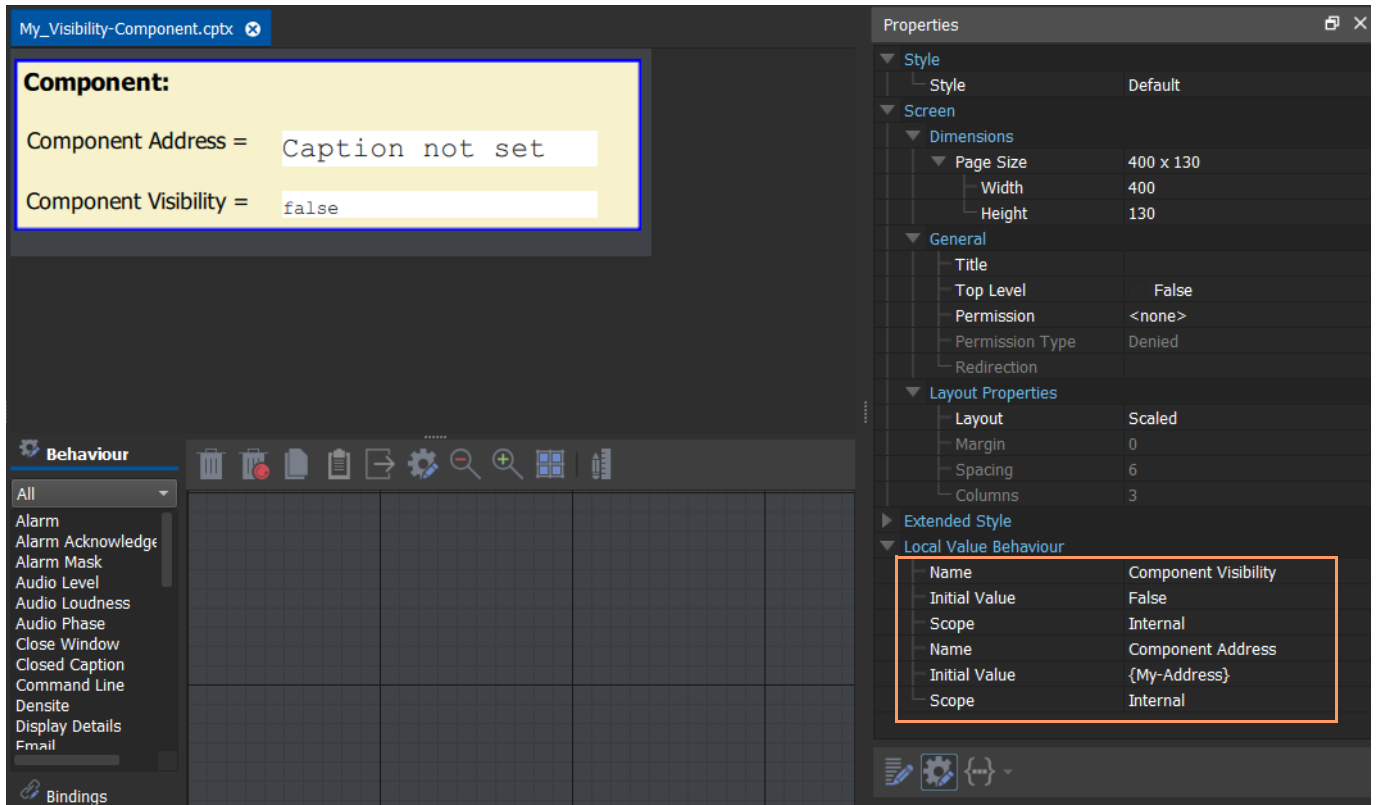 My_Visibility-Component.cptx
Component:
Component Address = Caption not set
Component Visibility = false
Behaviour
All
Alarm
Alarm Acknowledge
Alarm Mask
Audio Level
Audio Loudness
Audio Phase
Close Window
Closed Caption
Command Line
Densite
Display Details
Email
Bindings
Properties
Style
Style Default
Screen
Dimensions
Page Size 400 x 130
Width 400
Height 130
General
Title
Top Level False
Permission <none>
Permission Type Denied
Redirection
Layout Properties
Layout Scaled
Margin 0
Spacing 6
Columns 3
Extended Style
Local Value Behaviour
Name Component Visibility
Initial Value False
Scope Internal
Name Component Address
Initial Value {My-Address}
Scope Internal